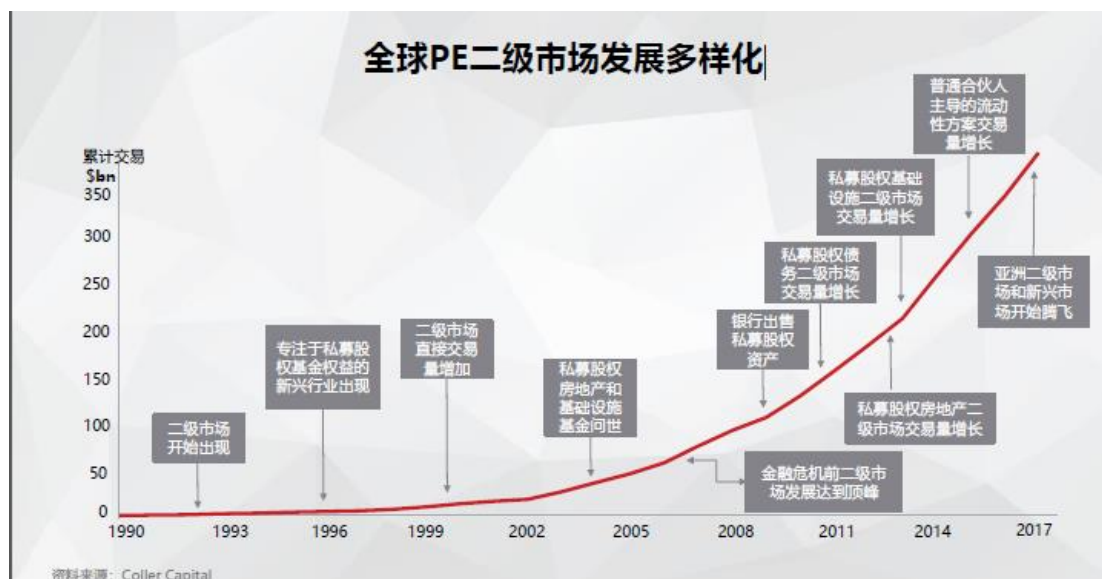 全球PE二级市场发展多样化
累计交易
$bn
350
300
250
200
150
100
50
0
1990
1993
1996
1999
2002
2005
2008
2011
2014
2017
二级市场
开始出现
专注于私募股
权基金权益的
新兴行业出现
二级市场
直接交易
量增加
私募股权
房地产和
基础设施
基金问世
银行出售
私募股权
资产
私募股权债
务二级市场
交易量增长
私募股权基础
设施二级市场
交易量增长
普通合伙人
主导的流动
性方案交易
量增长
亚洲二级市
场和新兴市
场开始腾飞
私募股权房地产二
级市场交易量增长
金融危机前二级市
场发展达到顶峰
资料来源：Coller Capital